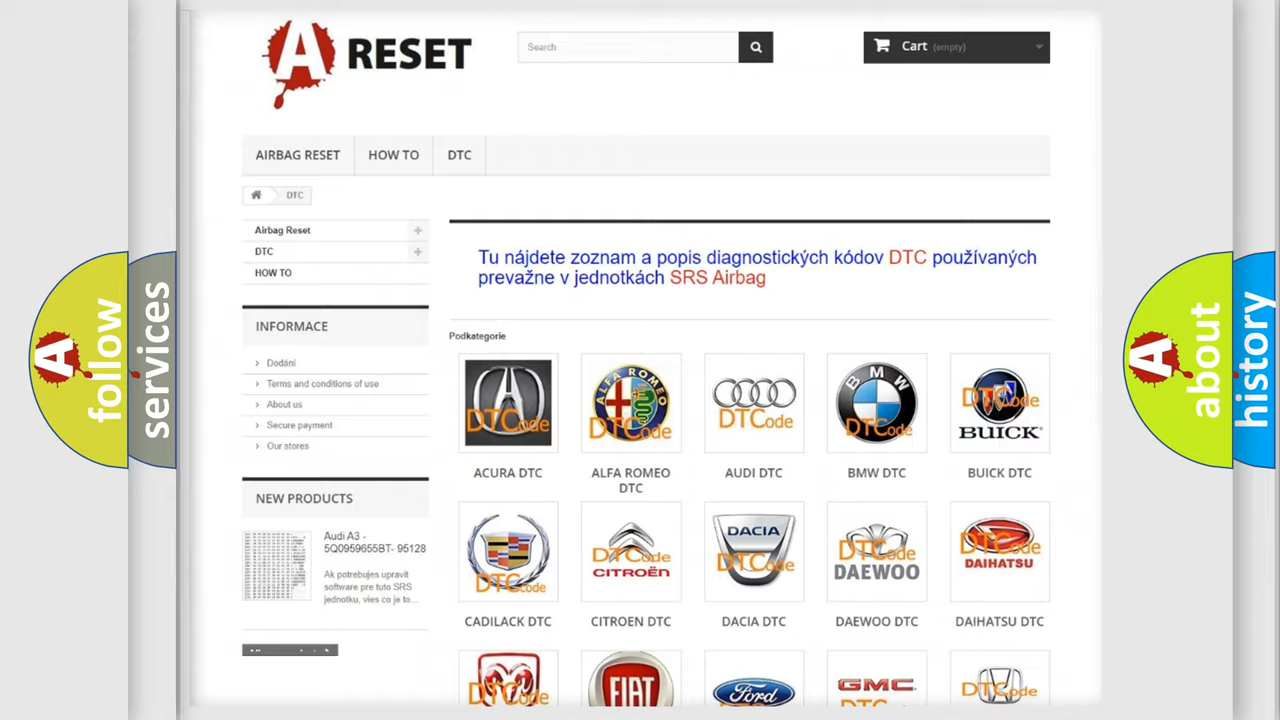 A RESET
Search
Cart (empty)
AIRBAG RESET
HOW TO
DTC
DTC
Airbag Reset
DTC
HOW TO
INFORMACE
Dodání
Terms and conditions of use
About us
Secure payment
Our stores
NEW PRODUCTS
Audi A3 -
5Q0959655BT- 95128
Ak potrebujes upravit
software pre tuto SRS
jednotku, vies co je to...
Tu nájdete zoznam a popis diagnostických kódov DTC používaných
prevažne v jednotkách SRS Airbag
Podkategorie
DTCode
ALFA ROMEO
DTCode
DTCode
BMW
DTCode
DTCode
BUICK
ACURA DTC
ALFA ROMEO
DTC
AUDI DTC
BMW DTC
BUICK DTC
DTCode
DTCode
CITROËN
DACIA
DTCode
DTCode
DAEWOO
DTCode
DAIHATSU
CADILACK DTC
CITROEN DTC
DACIA DTC
DAEWOO DTC
DAIHATSU DTC
DTCode
FIAT
Ford
GMC
DTCode
A
follow
services
A
about
history